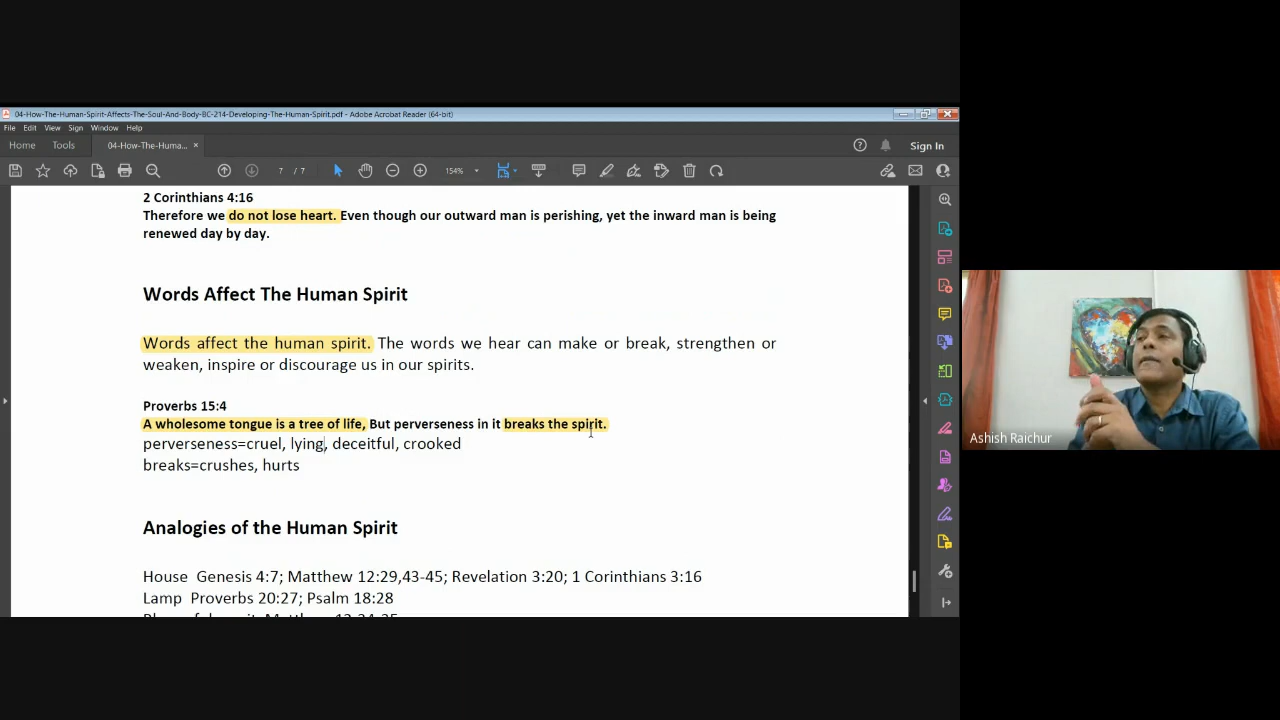 04-How-The-Human-Spirit-Affects-The-Soul-And-Body-BC-214-Developing-The-Human-Spirit.pdf - Adobe Acrobat Reader (64-bit)
File Edit View Sign Window Help
Home Tools 04-How-The-Huma... × Sign In
7 / 7 154%
2 Corinthians 4:16
Therefore we do not lose heart. Even though our outward man is perishing, yet the inward man is being
renewed day by day.
Words Affect The Human Spirit
Words affect the human spirit. The words we hear can make or break, strengthen or
weaken, inspire or discourage us in our spirits.
Proverbs 15:4
A wholesome tongue is a tree of life, But perverseness in it breaks the spirit.
perverseness=cruel, lying, deceitful, crooked
breaks=crushes, hurts
Analogies of the Human Spirit
House Genesis 4:7; Matthew 12:29,43-45; Revelation 3:20; 1 Corinthians 3:16
Lamp Proverbs 20:27; Psalm 18:28
Ashish Raichur